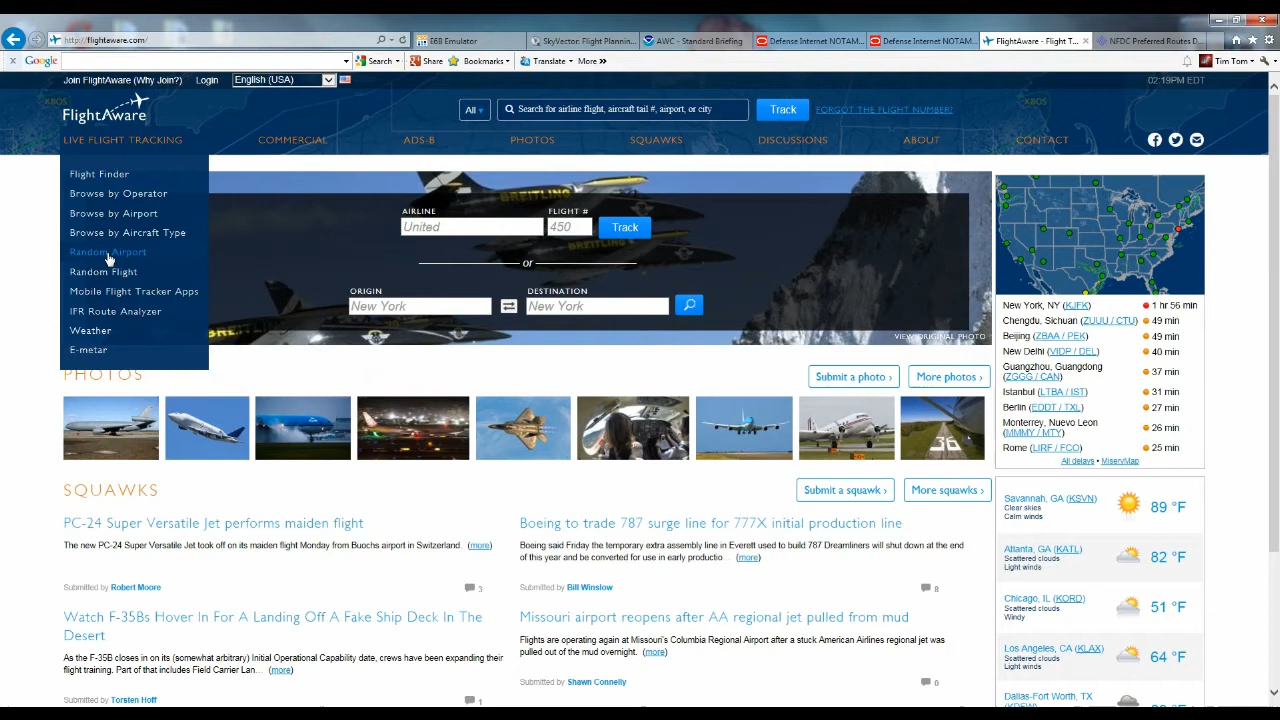 http://flightaware.com/
E6B Emulator
SkyVector: Flight Plannin...
AWC - Standard Briefing
Defense Internet NOTAM...
Defense Internet NOTAM...
FlightAware - Flight T...
NFDC Preferred Routes D...
Google
Search
Share
Bookmarks
Translate
More »
Tim Tom
Join FlightAware (Why Join?)
Login
English (USA)
02:19PM EDT
FlightAware
All
Search for airline flight, aircraft tail #, airport, or city
Track
FORGOT THE FLIGHT NUMBER?
LIVE FLIGHT TRACKING
COMMERCIAL
ADS-B
PHOTOS
SQUAWKS
DISCUSSIONS
ABOUT
CONTACT
Flight Finder
Browse by Operator
Browse by Airport
Browse by Aircraft Type
Random Airport
Random Flight
Mobile Flight Tracker Apps
IFR Route Analyzer
Weather
E-metar
BREITLING
AIRLINE
FLIGHT #
United
450
Track
or
ORIGIN
DESTINATION
New York
New York
VIEW ORIGINAL PHOTO
New York, NY (KJFK)
1 hr 56 min
Chengdu, Sichuan (ZUUU / CTU)
49 min
Beijing (ZBAA / PEK)
49 min
New Delhi (VIDP / DEL)
40 min
Guangzhou, Guangdong
(ZGGG / CAN)
37 min
Istanbul (LTBA / IST)
31 min
Berlin (EDDT / TXL)
27 min
Monterrey, Nuevo Leon
(MMMY / MTY)
26 min
Rome (LIRF / FCO)
25 min
All delays • MiseryMap
PHOTOS
Submit a photo ›
More photos ›
36
SQUAWKS
Submit a squawk ›
More squawks ›
PC-24 Super Versatile Jet performs maiden flight
The new PC-24 Super Versatile Jet took off on its maiden flight Monday from Buochs airport in Switzerland. (more)
Submitted by Robert Moore
3
Boeing to trade 787 surge line for 777X initial production line
Boeing said Friday the temporary extra assembly line in Everett used to build 787 Dreamliners will shut down at the end
of this year and be converted for use in early productio... (more)
Submitted by Bill Winslow
8
Watch F-35Bs Hover In For A Landing Off A Fake Ship Deck In The
Desert
As the F-35B closes in on its (somewhat arbitrary) Initial Operational Capability date, crews have been expanding their
flight training. Part of that includes Field Carrier Lan... (more)
Submitted by Torsten Hoff
1
Missouri airport reopens after AA regional jet pulled from mud
Flights are operating again at Missouri's Columbia Regional Airport after a stuck American Airlines regional jet was
pulled out of the mud overnight. (more)
Submitted by Shawn Connelly
0
Savannah, GA (KSVN)
Clear skies
Calm winds
89 °F
Atlanta, GA (KATL)
Scattered clouds
Light winds
82 °F
Chicago, IL (KORD)
Scattered clouds
Windy
51 °F
Los Angeles, CA (KLAX)
Scattered clouds
Light winds
64 °F
Dallas-Fort Worth, TX